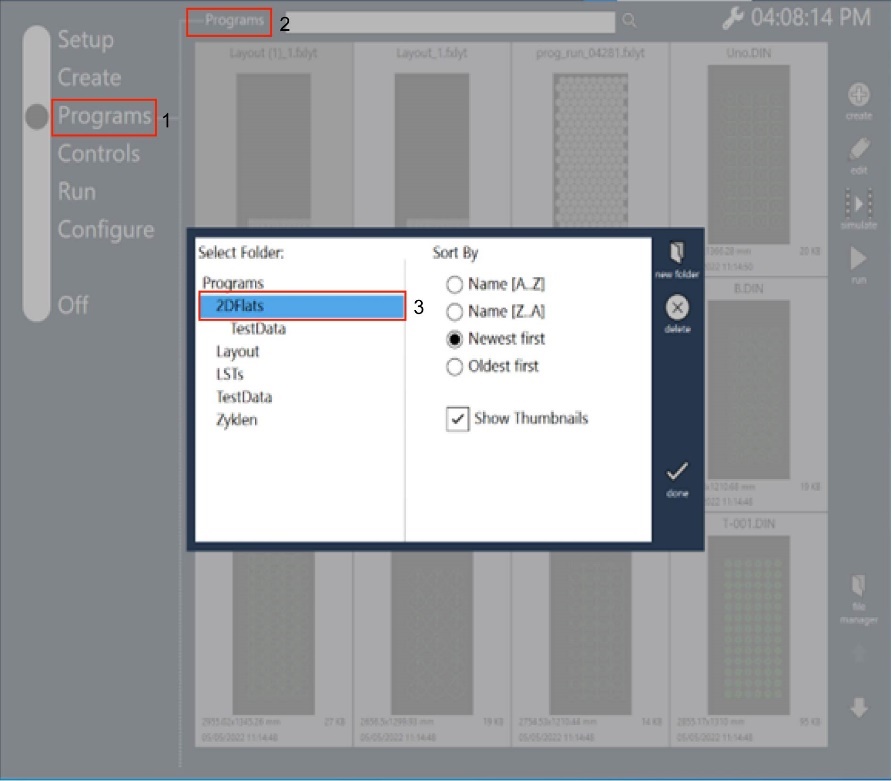 Programs 2
04:08:14 PM
Setup
Create
Programs 1
Controls
Run
Configure
Off
Layout (1)_1.fxlyt
Layout_1.fxlyt
prog_run_04281.fxlyt
Uno.DIN
create
edit
simulate
run
Select Folder:
Programs
2DFlats 3
TestData
Layout
LSTs
TestData
Zyklen
Sort By
Name [A..Z]
Name [Z..A]
Newest first
Oldest first
Show Thumbnails
new folder
delete
done
1366.28 mm 20 KB
022 11:14:50
B.DIN
x1210.68 mm 19 KB
022 11:14:48
T-001.DIN
file
manager
2955.02x1345.26 mm 27 KB
05/05/2022 11:14:48
2656.5x1299.93 mm 19 KB
05/05/2022 11:14:48
2754.53x1210.44 mm 14 KB
05/05/2022 11:14:48
2855.17x1310 mm 95 KB
05/05/2022 11:14:48